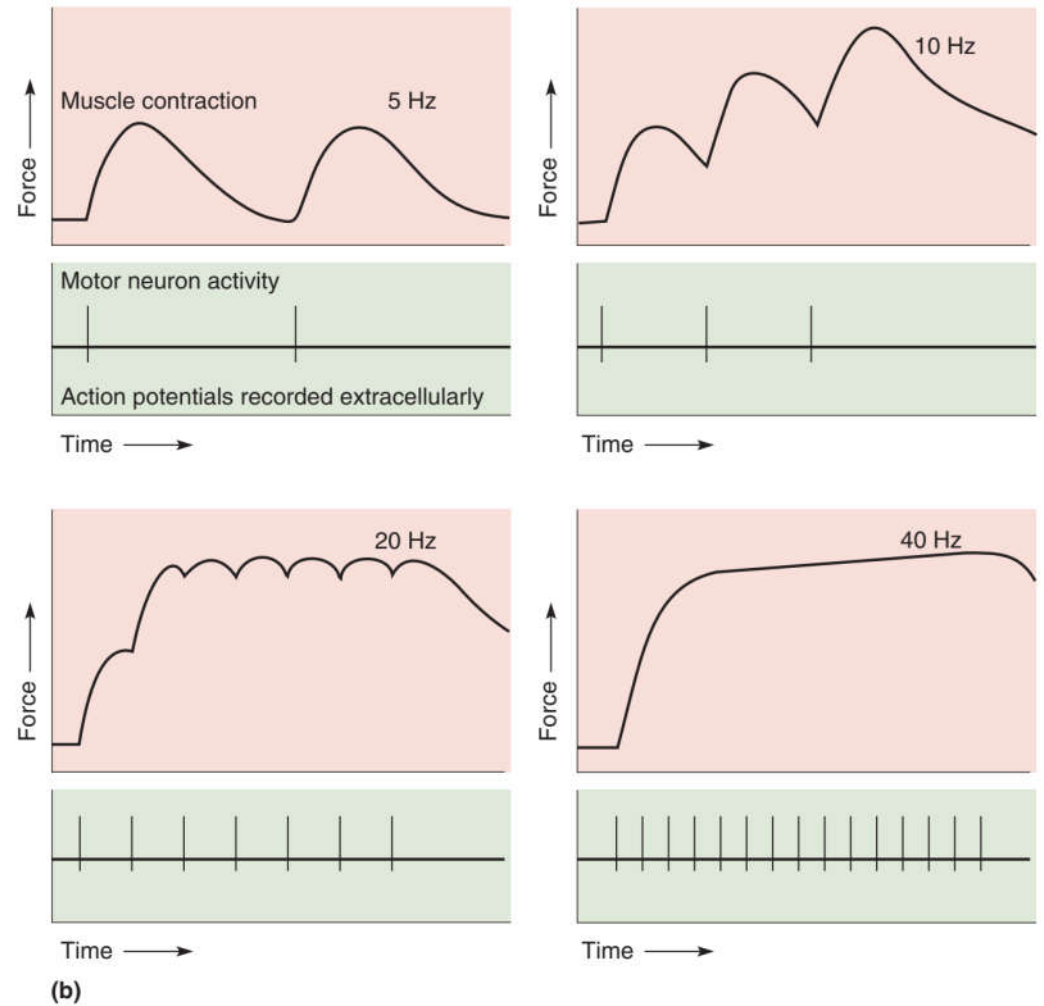 Muscle contraction
5 Hz
Force
Motor neuron activity
Action potentials recorded extracellularly
Time
10 Hz
Force
Time
20 Hz
Force
Time
40 Hz
Force
Time
(b)